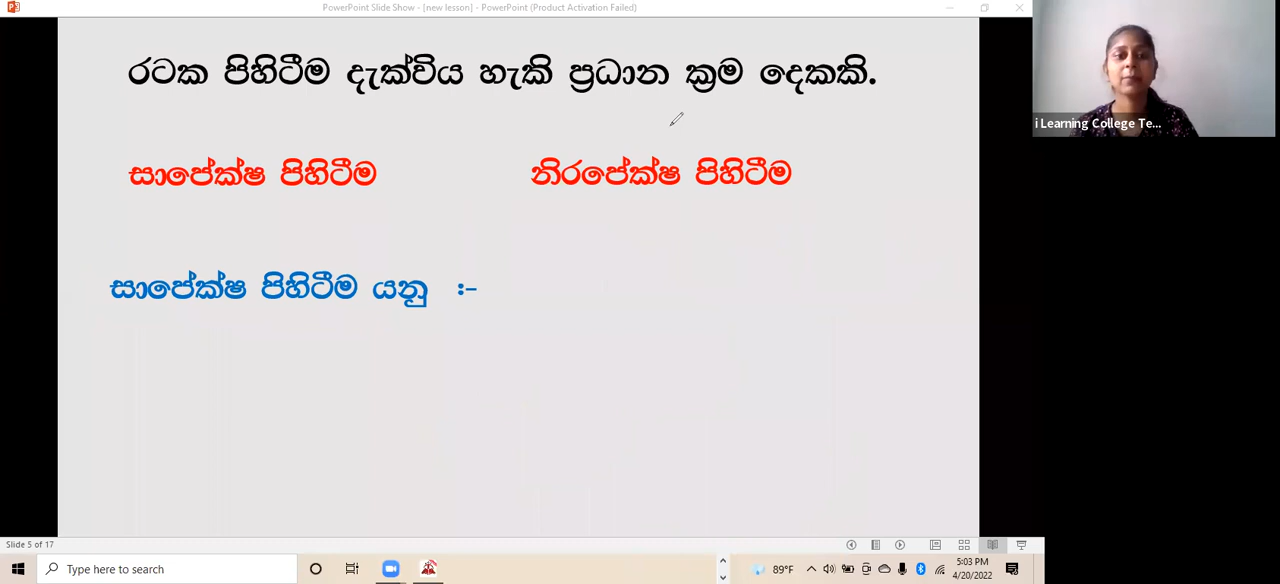 PowerPoint Slide Show - [new lesson] - PowerPoint (Product Activation Failed)
රටක පිහිටීම දැක්විය හැකි ප්‍රධාන ක්‍රම දෙකකි.
සාපේක්ෂ පිහිටීම නිරපේක්ෂ පිහිටීම
සාපේක්ෂ පිහිටීම යනු :-
i Learning College Te...
Slide 5 of 17
Type here to search
89°F
5:03 PM
4/20/2022